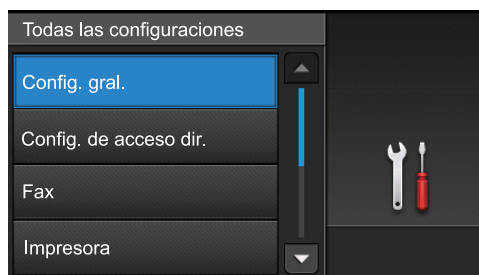 Todas las configuraciones
Config. gral.
Config. de acceso dir.
Fax
Impresora